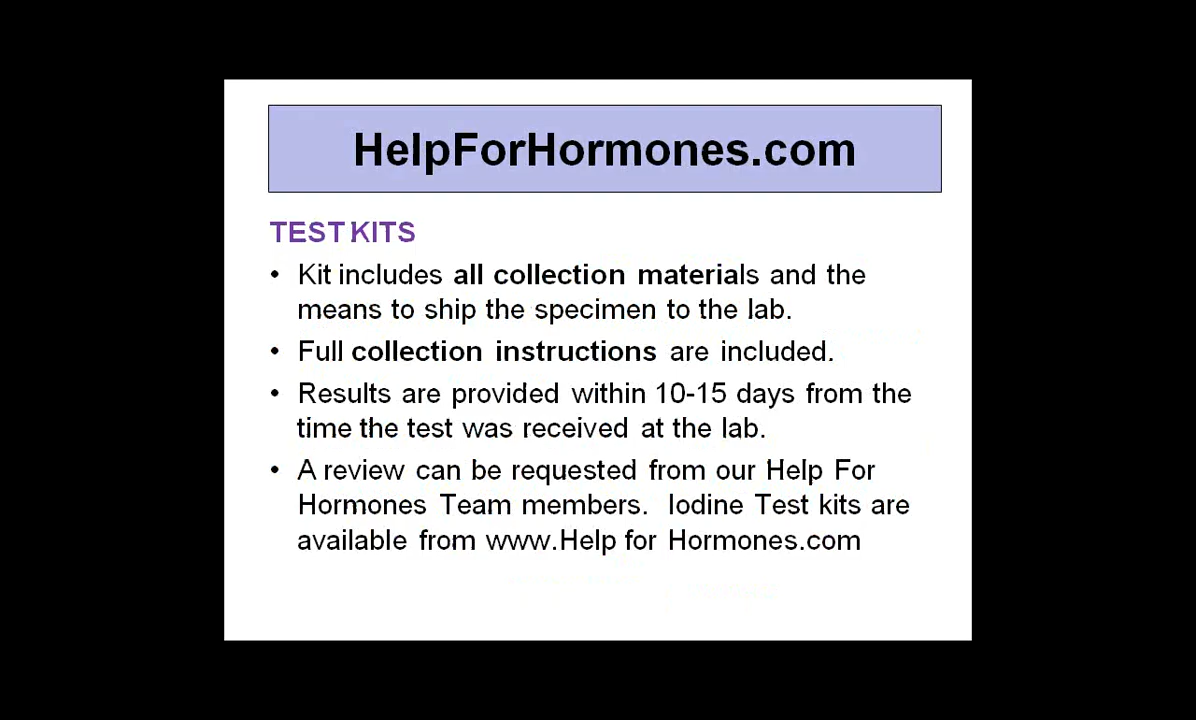 HelpForHormones.com
TEST KITS
• Kit includes all collection materials and the
means to ship the specimen to the lab.
• Full collection instructions are included.
• Results are provided within 10-15 days from the
time the test was received at the lab.
• A review can be requested from our Help For
Hormones Team members. Iodine Test kits are
available from www.Help for Hormones.com